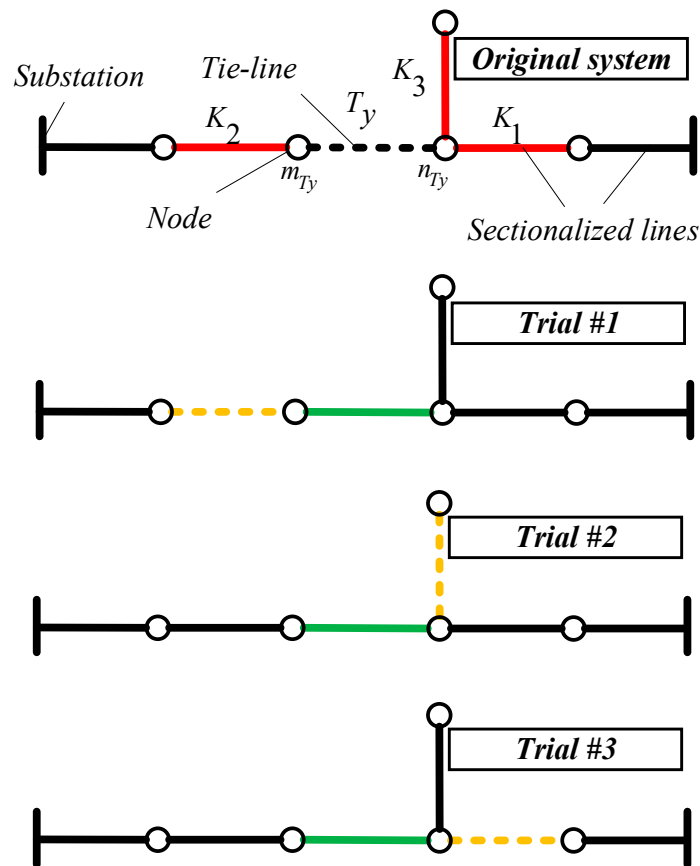 Original system
Substation
Tie-line
K3
Ty
K2
K1
mTy
nTy
Node
Sectionalized lines
Trial #1
Trial #2
Trial #3